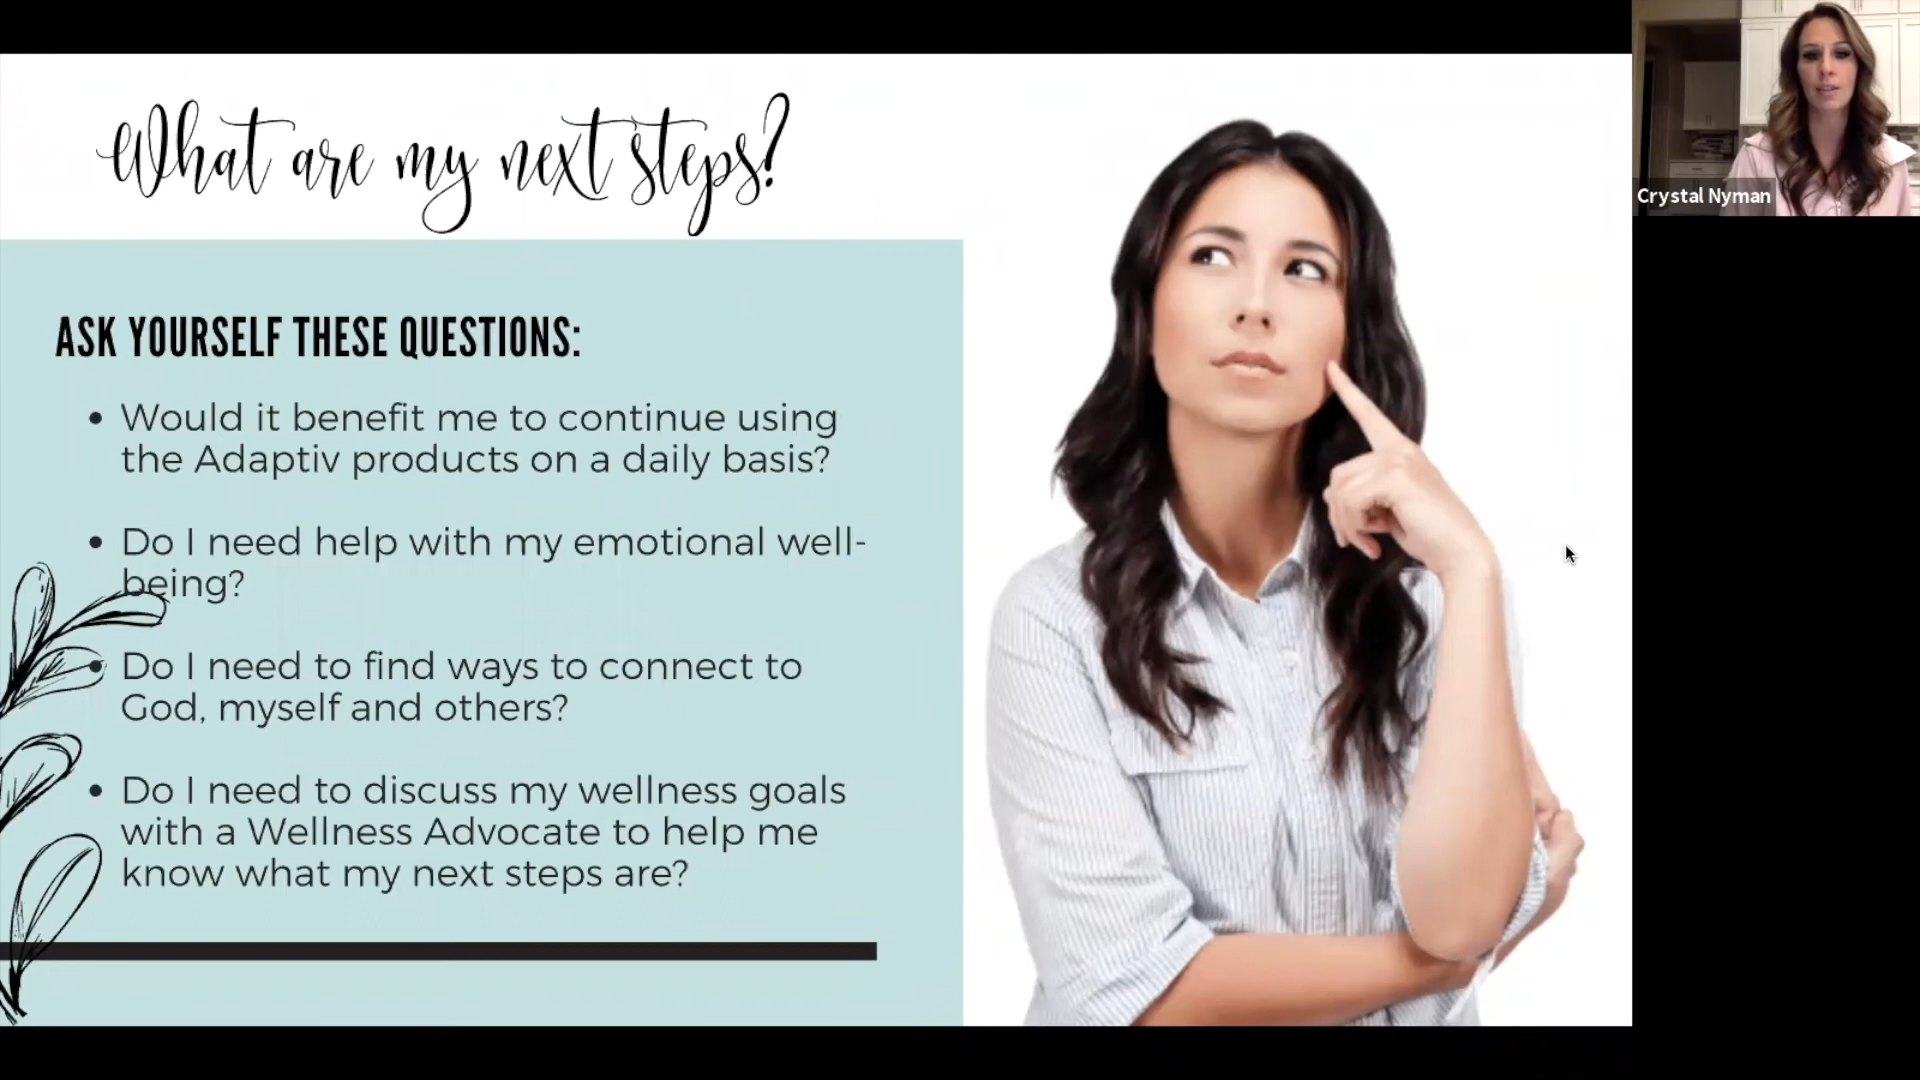 What are my next steps?
Crystal Nyman
ASK YOURSELF THESE QUESTIONS:
• Would it benefit me to continue using
the Adaptiv products on a daily basis?
• Do I need help with my emotional well-
being?
• Do I need to find ways to connect to
God, myself and others?
• Do I need to discuss my wellness goals
with a Wellness Advocate to help me
know what my next steps are?